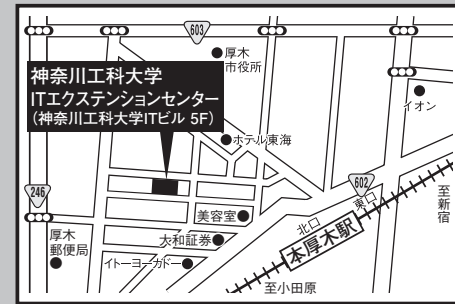 603
厚木
市役所
神奈川工科大学
ITエクステンションセンター
(神奈川工科大学ITビル 5F)
イオン
ホテル東海
246
602
至新宿
東口
北口
美容室
本厚木駅
大和証券
厚木
郵便局
イトーヨーカドー
至小田原